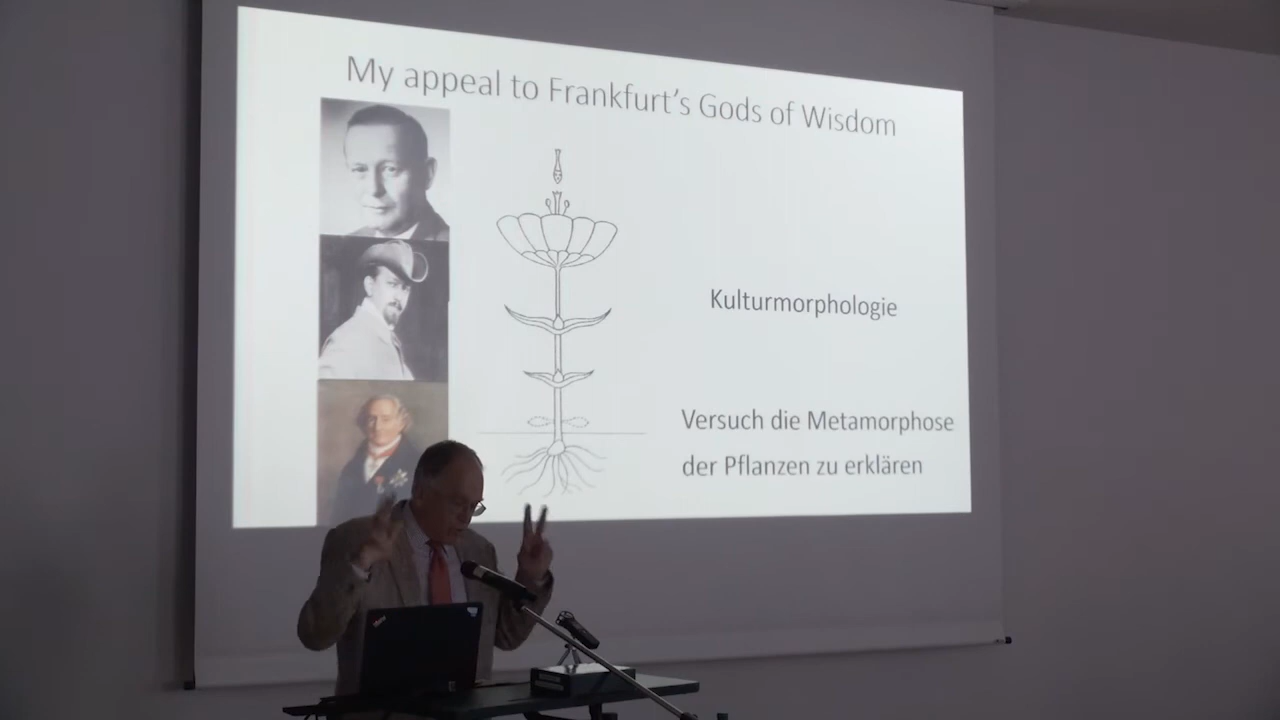 My appeal to Frankfurt's Gods of Wisdom
Kulturmorphologie
Versuch die Metamorphose
der Pflanzen zu erklären